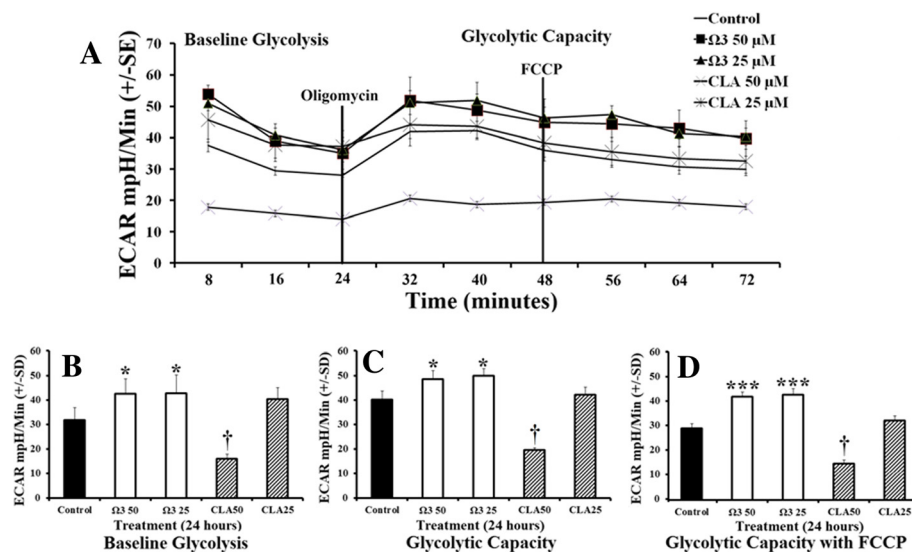 A
Baseline Glycolysis
Glycolytic Capacity
Control
Ω3 50 µM
Ω3 25 µM
CLA 50 µM
CLA 25 µM
Oligomycin
FCCP
ECAR mpH/Min (+/-SE)
70
60
50
40
30
20
10
0
8 16 24 32 40 48 56 64 72
Time (minutes)
B
ECAR mpH/Min (+/-SD)
60
50
40
30
20
10
0
* * †
Control Ω3 50 Ω3 25 CLA50 CLA25
Treatment (24 hours)
Baseline Glycolysis
C
ECAR mpH/Min (+/-SD)
60
50
40
30
20
10
0
* * †
Control Ω3 50 Ω3 25 CLA50 CLA25
Treatment (24 hours)
Glycolytic Capacity
D
ECAR mpH/Min (+/-SD)
60
50
40
30
20
10
0
*** *** †
Control Ω3 50 Ω3 25 CLA50 CLA25
Treatment (24 hours)
Glycolytic Capacity with FCCP